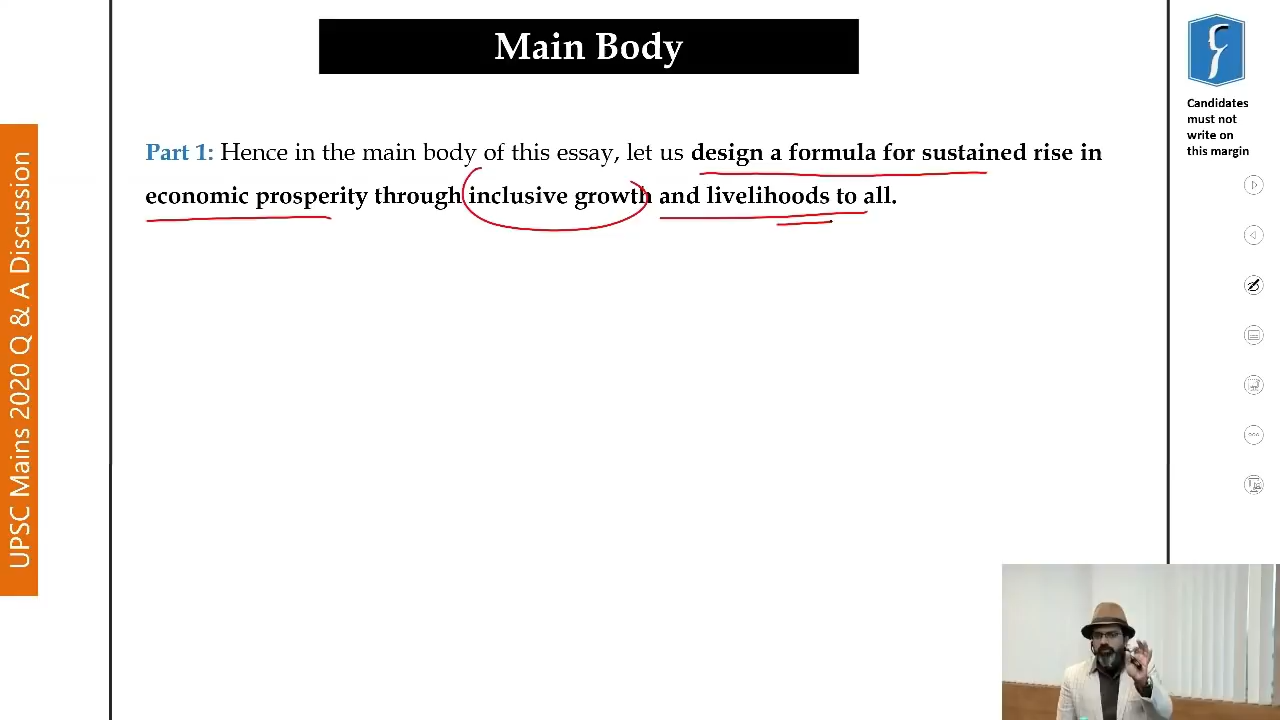 Main Body
Part 1: Hence in the main body of this essay, let us design a formula for sustained rise in
economic prosperity through inclusive growth and livelihoods to all.
UPSC Mains 2020 Q & A Discussion
Candidates
must not
write on
this margin